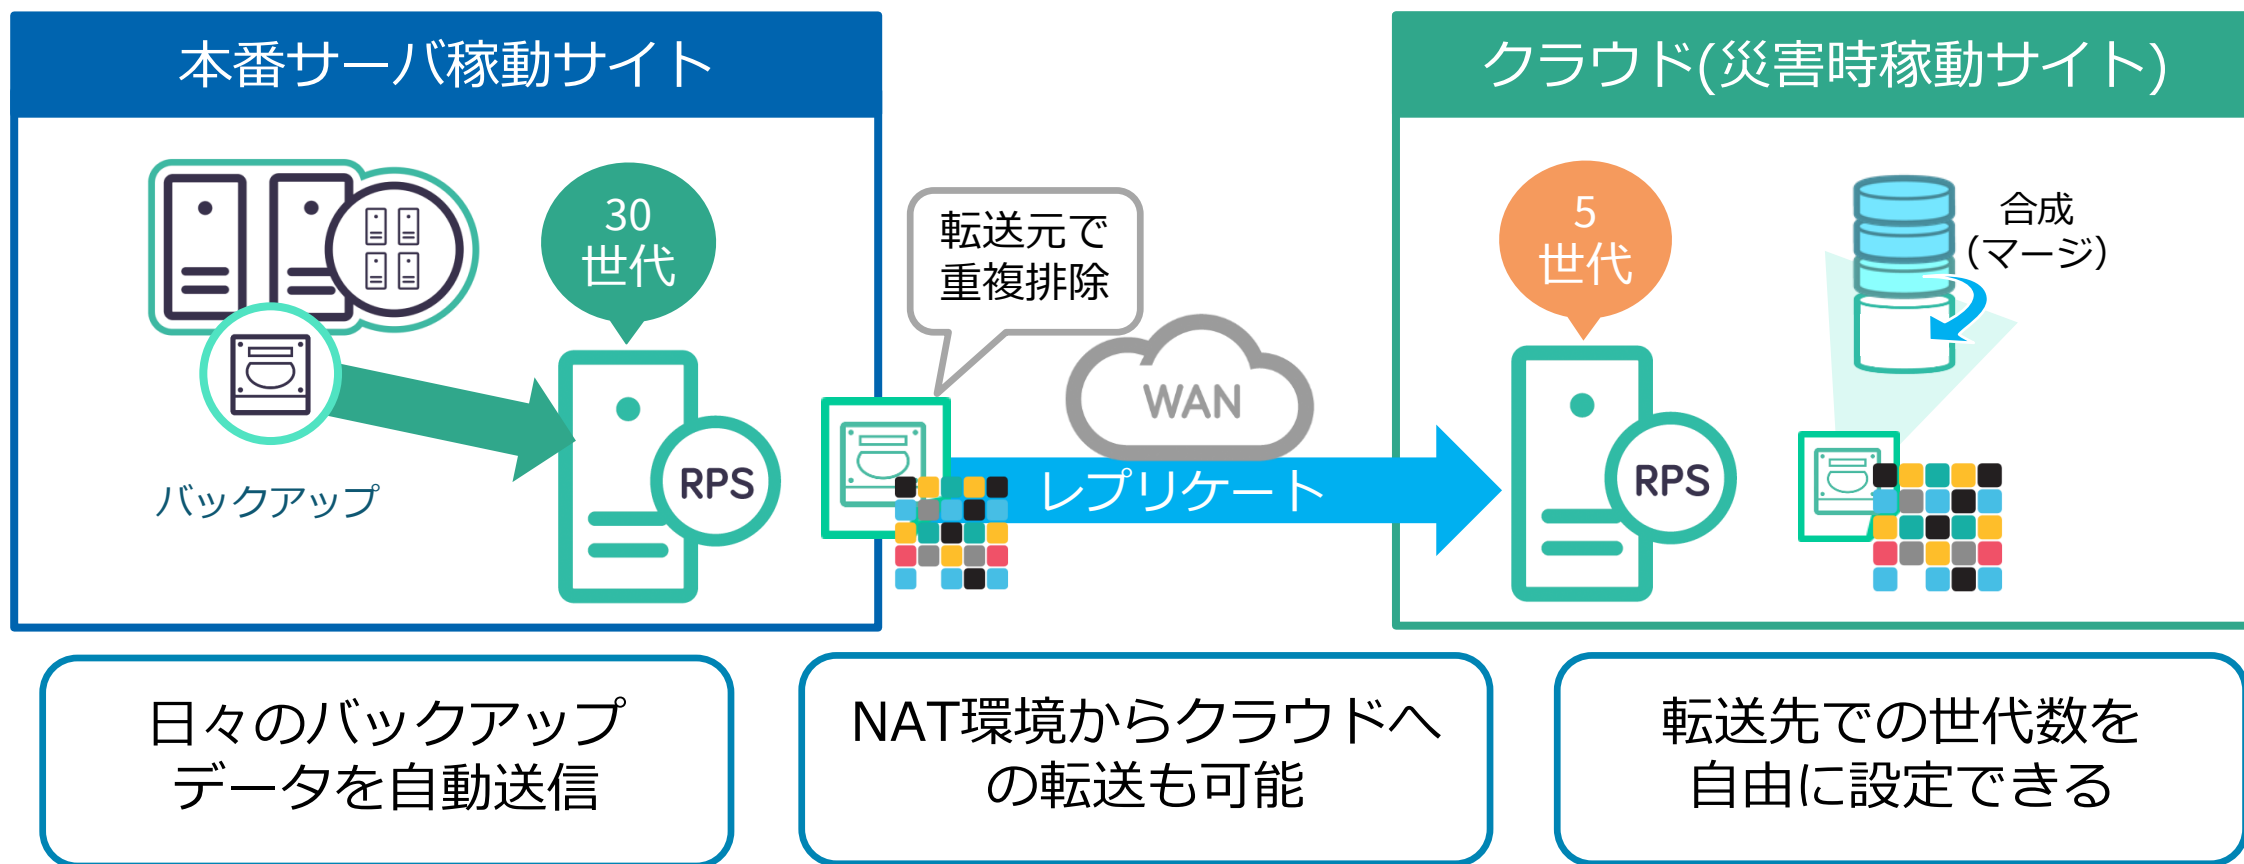 本番サーバ稼動サイト
クラウド(災害時稼動サイト)
30
世代
転送元で
重複排除
5
世代
合成
(マージ)
WAN
RPS
RPS
バックアップ
レプリケート
日々のバックアップ
データを自動送信
NAT環境からクラウドへ
の転送も可能
転送先での世代数を
自由に設定できる